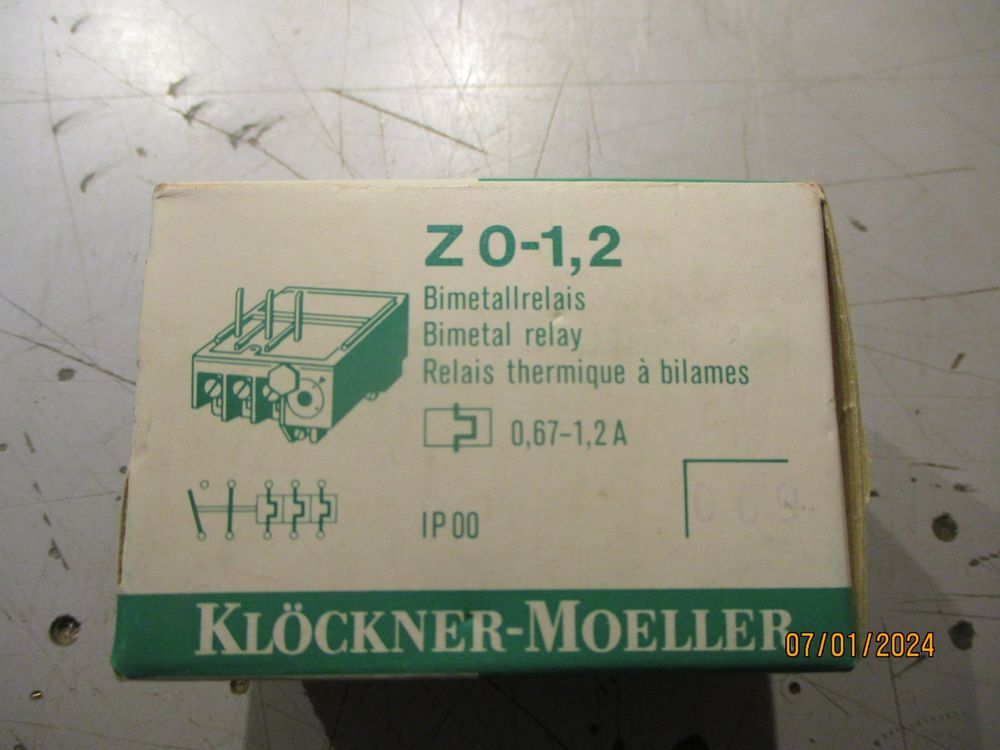 Z 0-1,2
Bimetallrelais
Bimetal relay
Relais thermique à bilames
0,67-1,2 A
IP 00
KLÖCKNER-MOELLER
07/01/2024